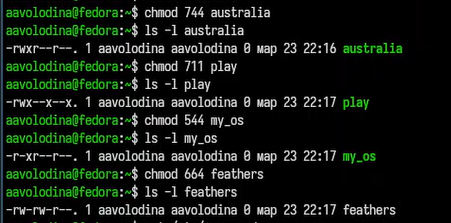 aavolodina@fedora:~$ chmod 744 australia
aavolodina@fedora:~$ ls -l australia
-rwxr--r--. 1 aavolodina aavolodina 0 мар 23 22:16 australia
aavolodina@fedora:~$ chmod 711 play
aavolodina@fedora:~$ ls -l play
-rwx--x--x. 1 aavolodina aavolodina 0 мар 23 22:17 play
aavolodina@fedora:~$ chmod 544 my_os
aavolodina@fedora:~$ ls -l my_os
-r-xr--r--. 1 aavolodina aavolodina 0 мар 23 22:17 my_os
aavolodina@fedora:~$ chmod 664 feathers
aavolodina@fedora:~$ ls -l feathers
-rw-rw-r--. 1 aavolodina aavolodina 0 мар 23 22:17 feathers